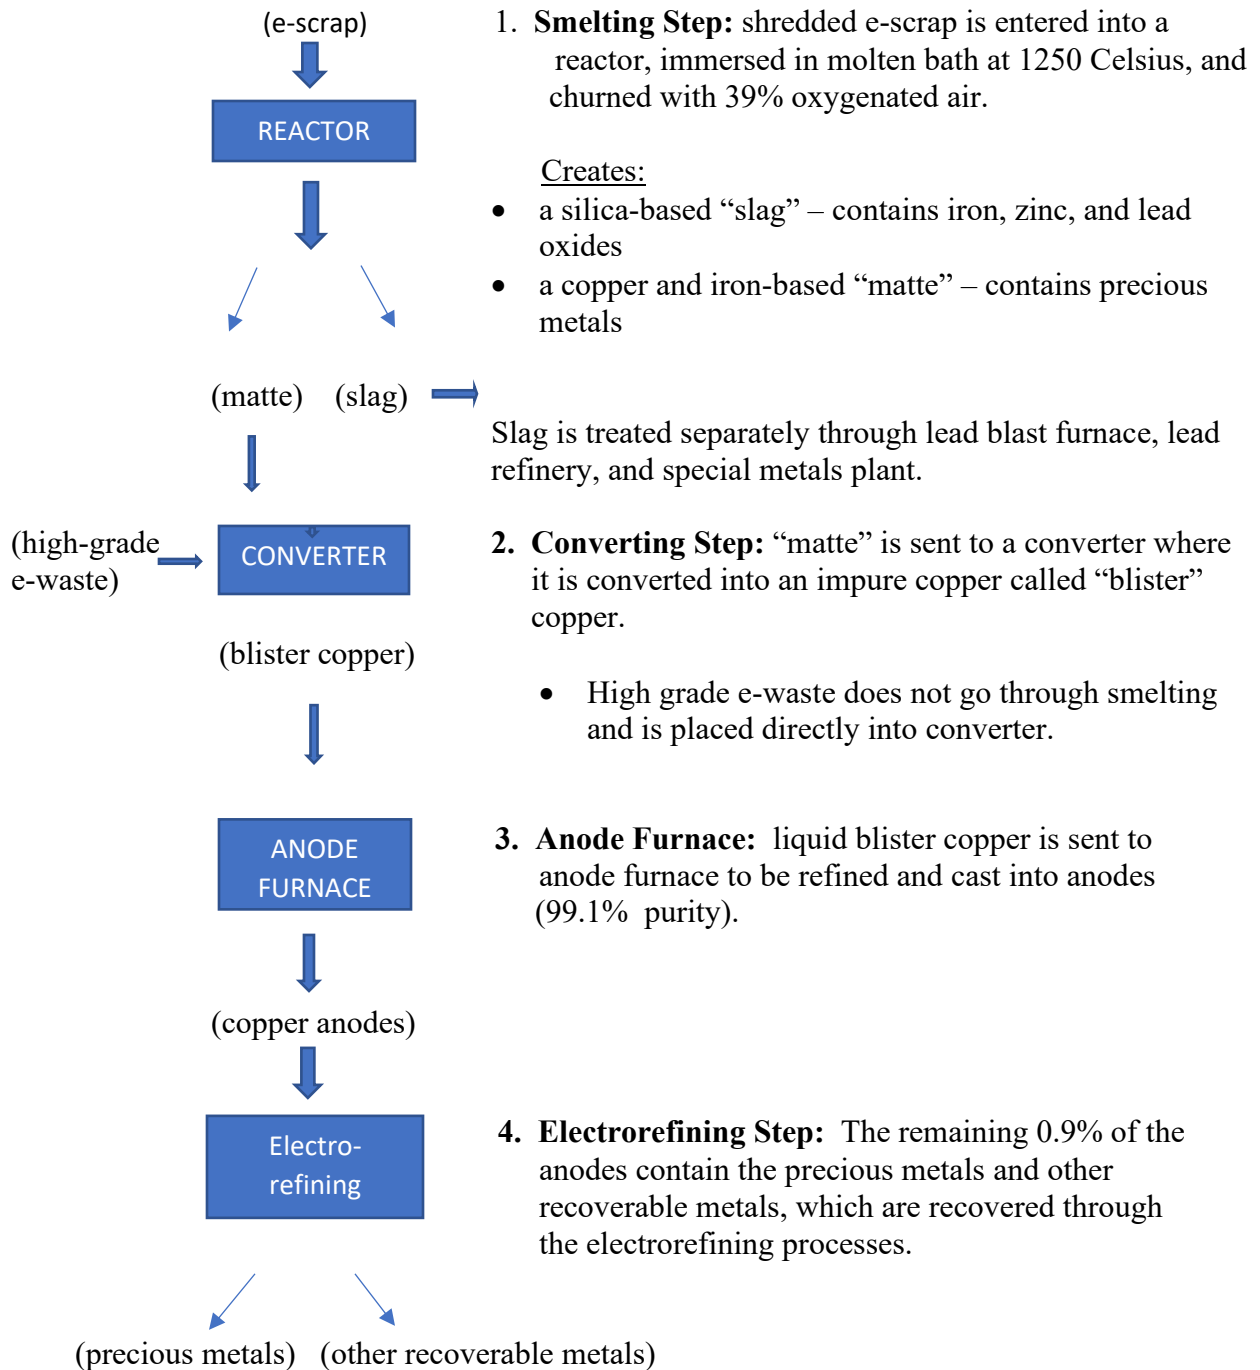 (e-scrap)
1. Smelting Step: shredded e-scrap is entered into a
reactor, immersed in molten bath at 1250 Celsius, and
churned with 39% oxygenated air.
REACTOR
Creates:
• a silica-based “slag” – contains iron, zinc, and lead
oxides
• a copper and iron-based “matte” – contains precious
metals
(matte) (slag)
Slag is treated separately through lead blast furnace, lead
refinery, and special metals plant.
(high-grade
e-waste)
CONVERTER
2. Converting Step: “matte” is sent to a converter where
it is converted into an impure copper called “blister”
copper.
(blister copper)
• High grade e-waste does not go through smelting
and is placed directly into converter.
ANODE
FURNACE
3. Anode Furnace: liquid blister copper is sent to
anode furnace to be refined and cast into anodes
(99.1% purity).
(copper anodes)
Electro-
refining
4. Electrorefining Step: The remaining 0.9% of the
anodes contain the precious metals and other
recoverable metals, which are recovered through
the electrorefining processes.
(precious metals) (other recoverable metals)